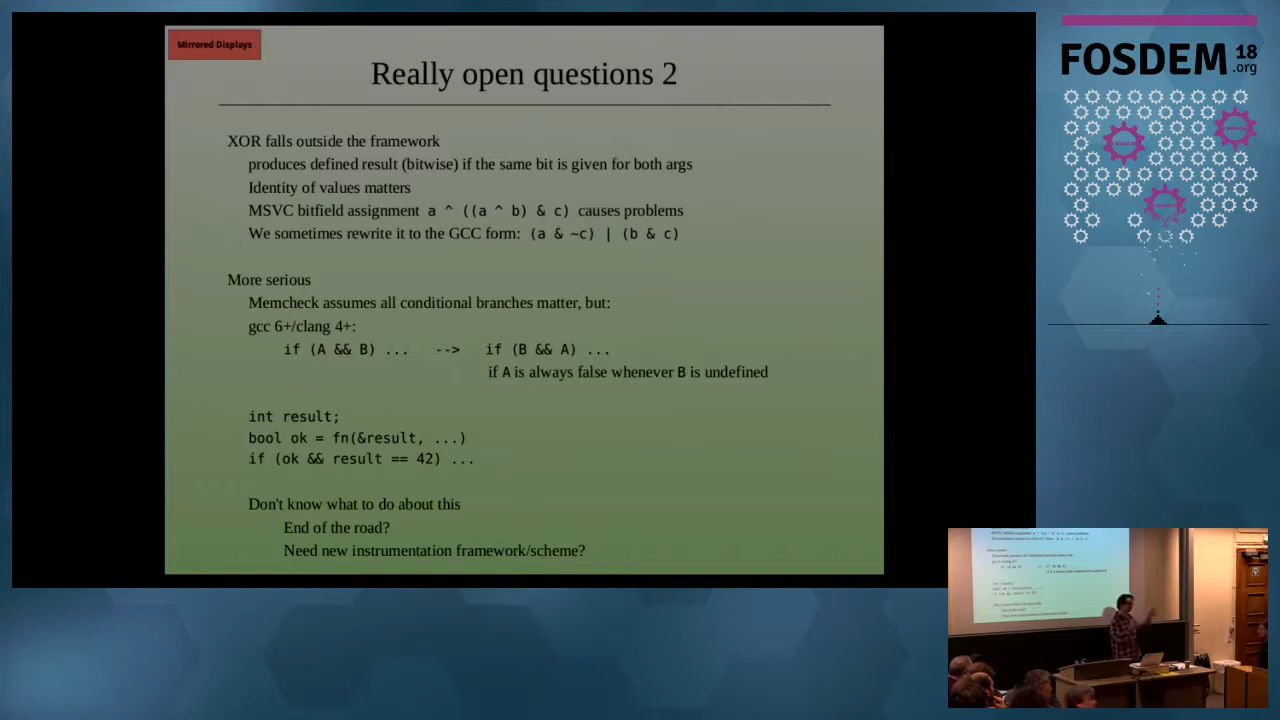 Mirrored Displays
Really open questions 2
XOR falls outside the framework
produces defined result (bitwise) if the same bit is given for both args
Identity of values matters
MSVC bitfield assignment a ^ ((a ^ b) & c) causes problems
We sometimes rewrite it to the GCC form: (a & ~c) | (b & c)
More serious
Memcheck assumes all conditional branches matter, but:
gcc 6+/clang 4+:
if (A && B) ... --> if (B && A) ...
if A is always false whenever B is undefined
int result;
bool ok = fn(&result, ...)
if (ok && result == 42) ...
Don't know what to do about this
End of the road?
Need new instrumentation framework/scheme?
FOSDEM 18
.org